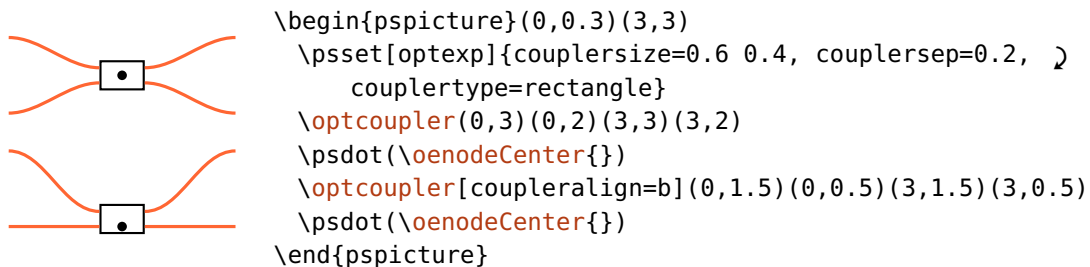 \begin{pspicture}(0,0.3)(3,3)
\psset[optexp]{couplersize=0.6 0.4, couplersep=0.2,
couplertype=rectangle}
\optcoupler(0,3)(0,2)(3,3)(3,2)
\psdot(\oenodeCenter{})
\optcoupler[coupleralign=b](0,1.5)(0,0.5)(3,1.5)(3,0.5)
\psdot(\oenodeCenter{})
\end{pspicture}